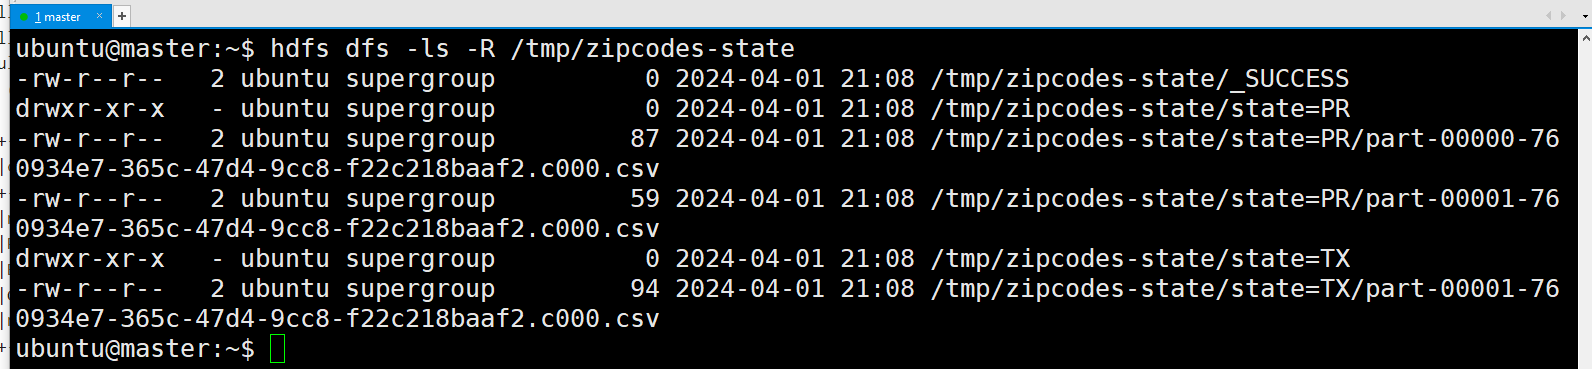 1 master × +
ubuntu@master:~$ hdfs dfs -ls -R /tmp/zipcodes-state
-rw-r--r--   2 ubuntu supergroup          0 2024-04-01 21:08 /tmp/zipcodes-state/_SUCCESS
drwxr-xr-x   - ubuntu supergroup          0 2024-04-01 21:08 /tmp/zipcodes-state/state=PR
-rw-r--r--   2 ubuntu supergroup         87 2024-04-01 21:08 /tmp/zipcodes-state/state=PR/part-00000-76
0934e7-365c-47d4-9cc8-f22c218baaf2.c000.csv
-rw-r--r--   2 ubuntu supergroup         59 2024-04-01 21:08 /tmp/zipcodes-state/state=PR/part-00001-76
0934e7-365c-47d4-9cc8-f22c218baaf2.c000.csv
drwxr-xr-x   - ubuntu supergroup          0 2024-04-01 21:08 /tmp/zipcodes-state/state=TX
-rw-r--r--   2 ubuntu supergroup         94 2024-04-01 21:08 /tmp/zipcodes-state/state=TX/part-00001-76
0934e7-365c-47d4-9cc8-f22c218baaf2.c000.csv
ubuntu@master:~$